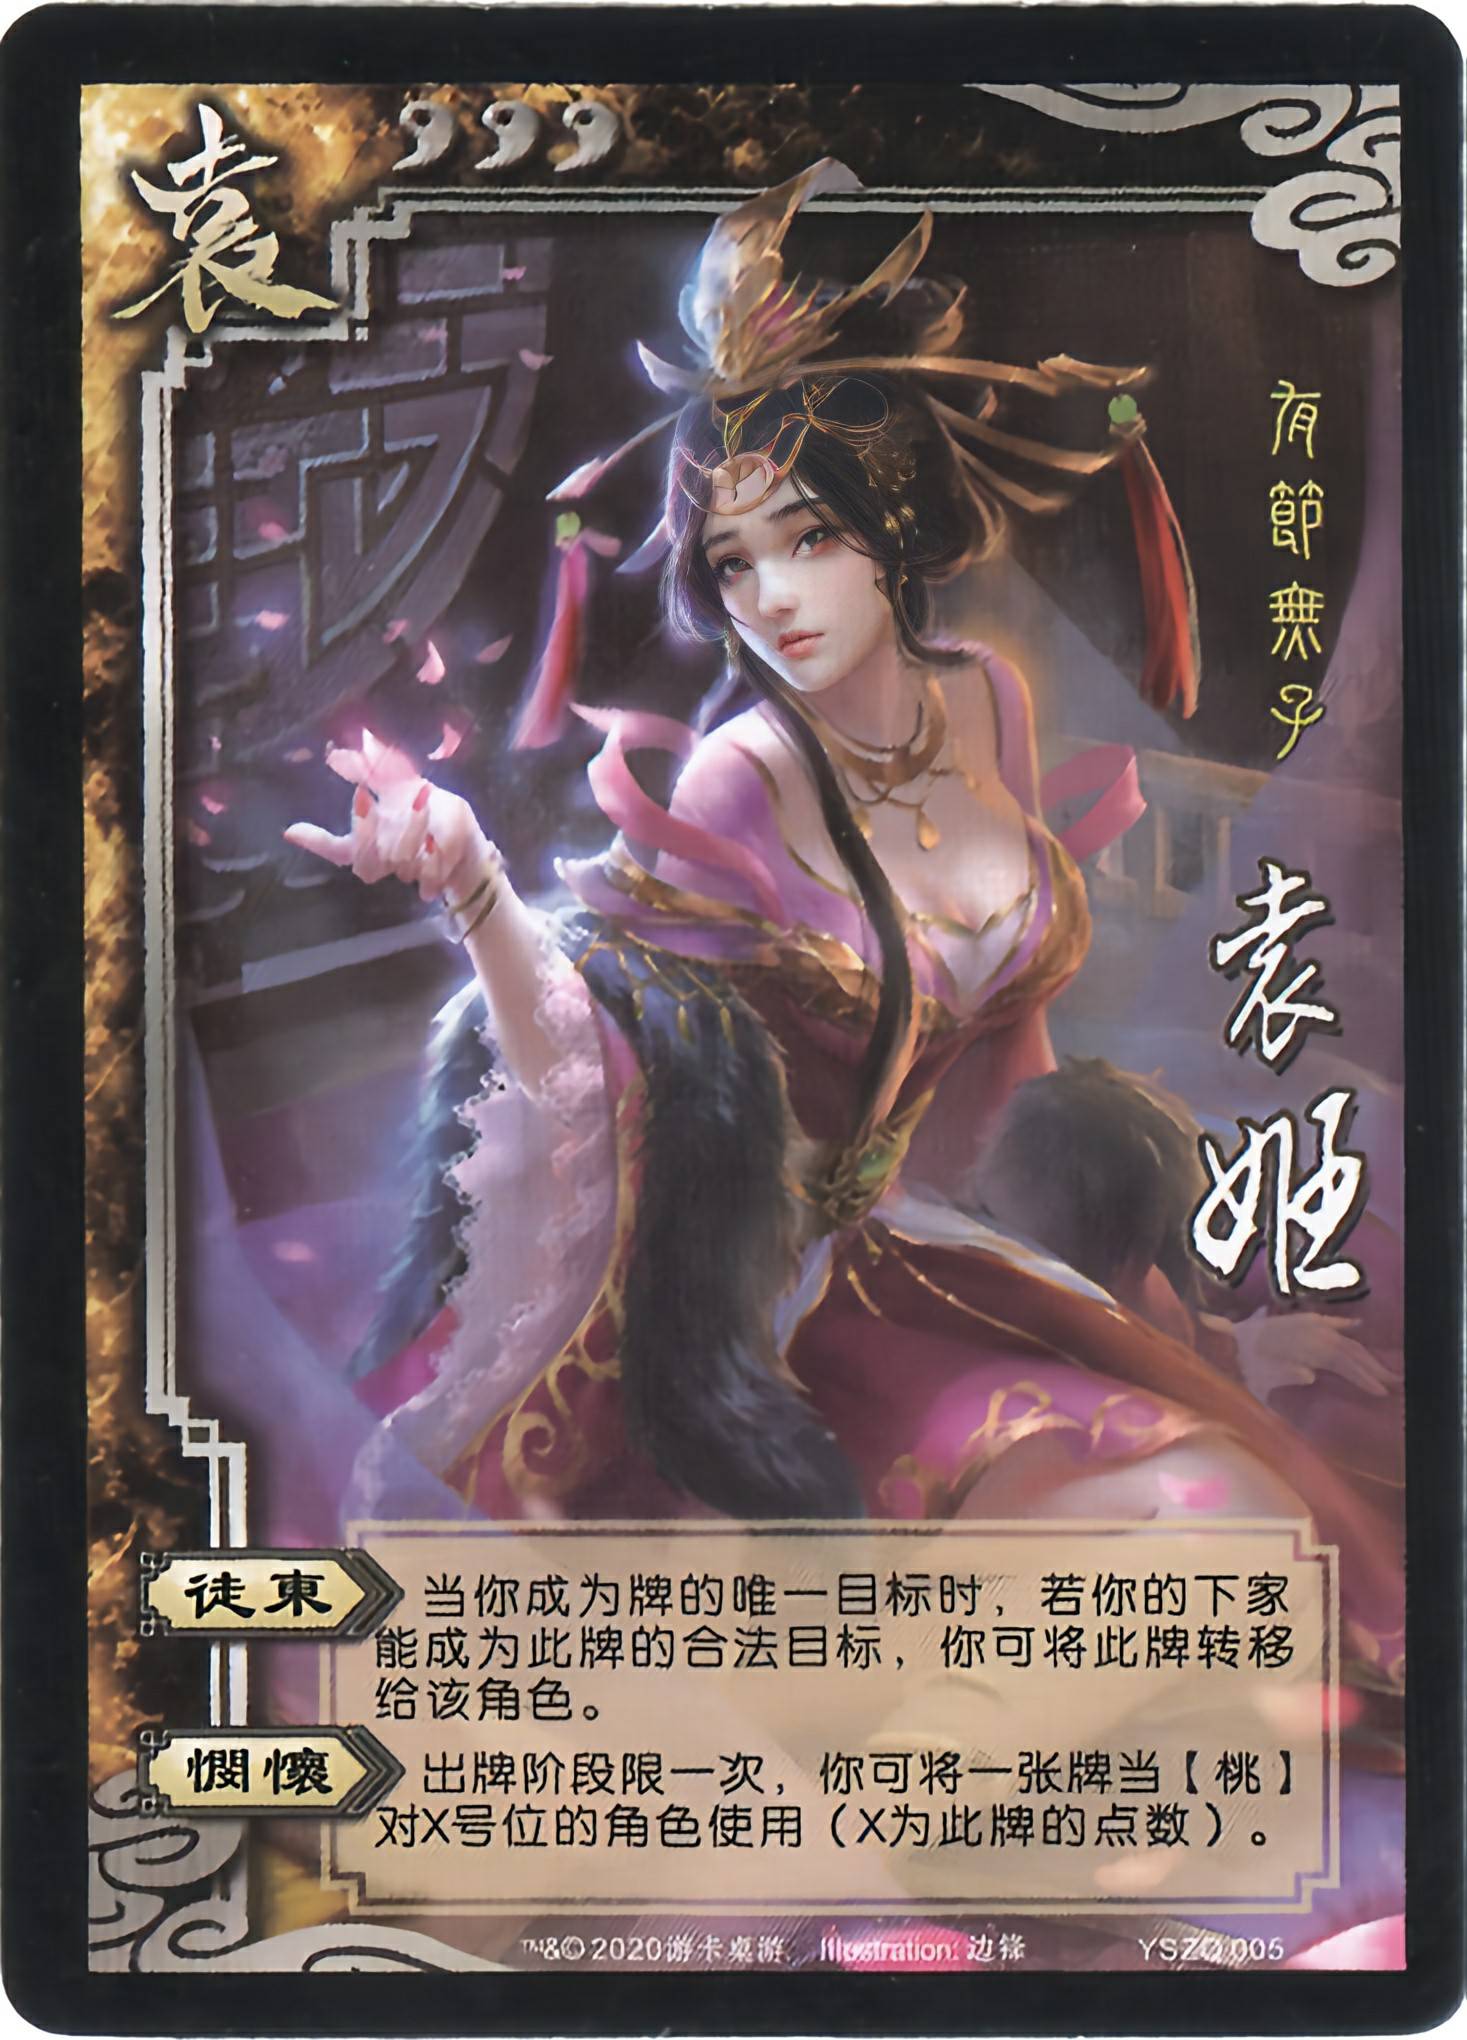 袁
有節無子
袁姬
徒東
当你成为牌的唯一目标时，若你的下家
能成为此牌的合法目标，你可将此牌转移
给该角色。
憫懷
出牌阶段限一次，你可将一张牌当【桃】
对X号位的角色使用（X为此牌的点数）。
™&© 2020游卡桌游. Illustration: 边锋
YSZQ 005